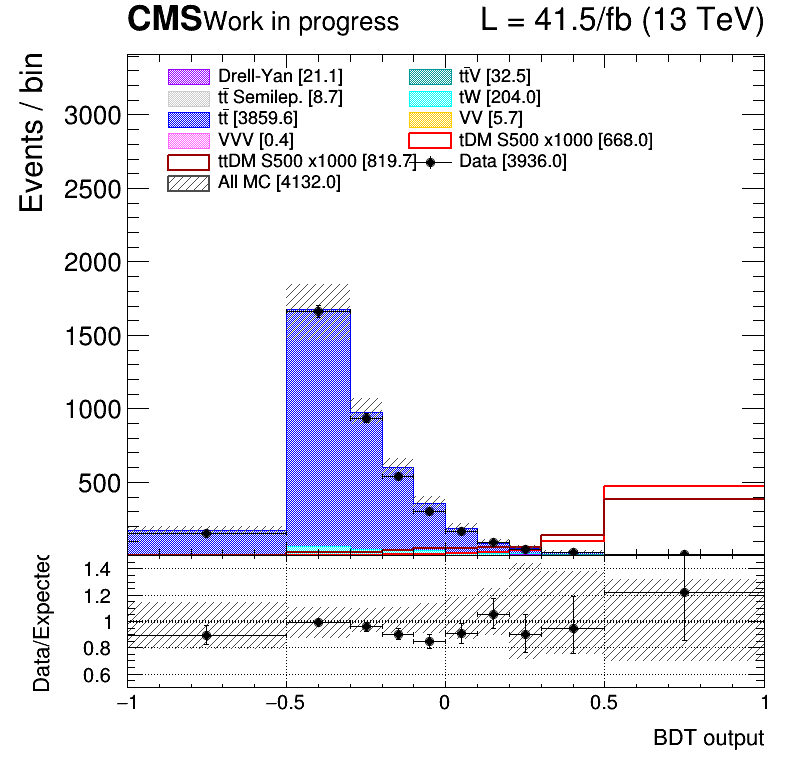 CMS Work in progress L = 41.5/fb (13 TeV)
Events / bin
Drell-Yan [21.1] tt̄V [32.5]
tt̄ Semilep. [8.7] tW [204.0]
tt̄ [3859.6] VV [5.7]
VVV [0.4] tDM S500 x1000 [668.0]
ttDM S500 x1000 [819.7] Data [3936.0]
All MC [4132.0]
3000
2500
2000
1500
1000
500
Data/Expected
1.4
1.2
1
0.8
0.6
−1 −0.5 0 0.5 1
BDT output